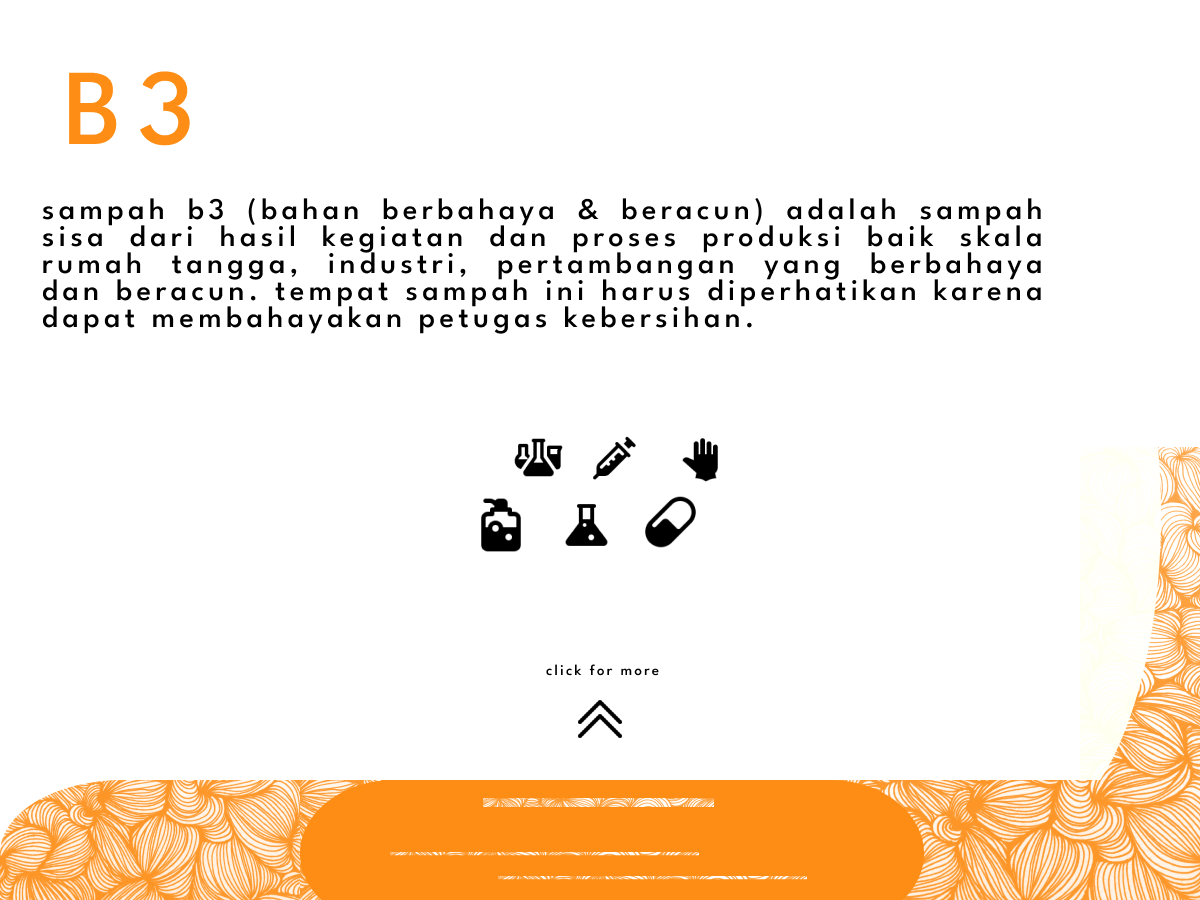 B3
sampah b3 (bahan berbahaya & beracun) adalah sampah
sisa dari hasil kegiatan dan proses produksi baik skala
rumah tangga, industri, pertambangan yang berbahaya
dan beracun. tempat sampah ini harus diperhatikan karena
dapat membahayakan petugas kebersihan.
click for more